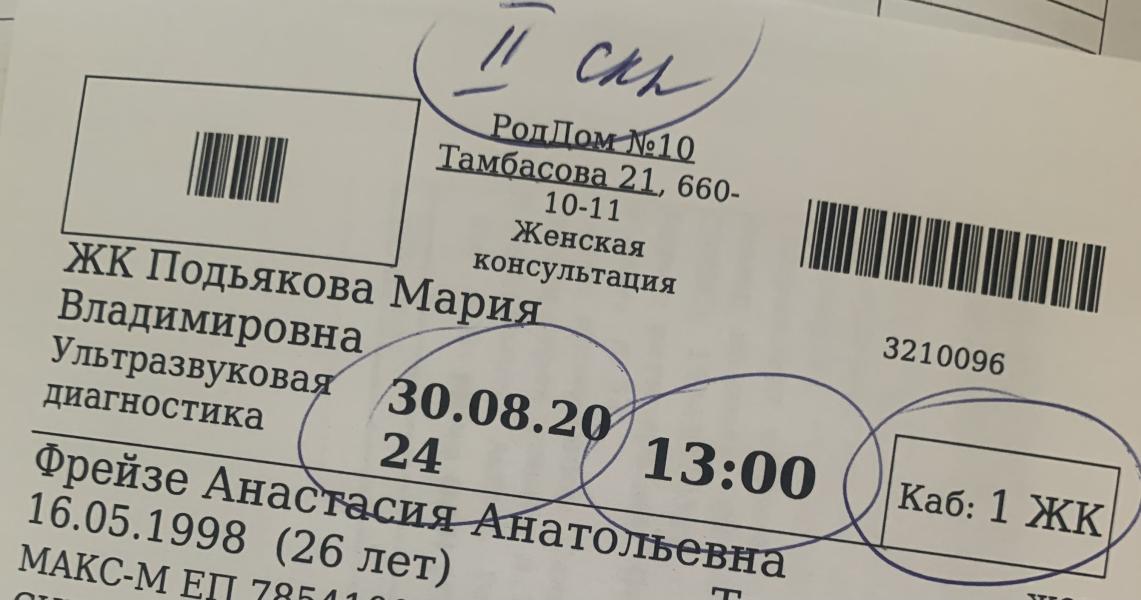 II скр
РодДом №10
Тамбасова 21, 660-
10-11
Женская
консультация
3210096
ЖК Подьякова Мария
Владимировна
Ультразвуковая
диагностика
30.08.20
24
13:00
Каб: 1 ЖК
Фрейзе Анастасия Анатольевна
16.05.1998 (26 лет)
МАКС-М ЕП